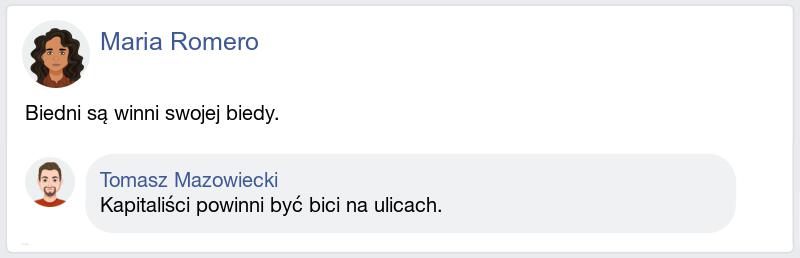 Maria Romero
Biedni są winni swojej biedy.
Tomasz Mazowiecki
Kapitaliści powinni być bici na ulicach.